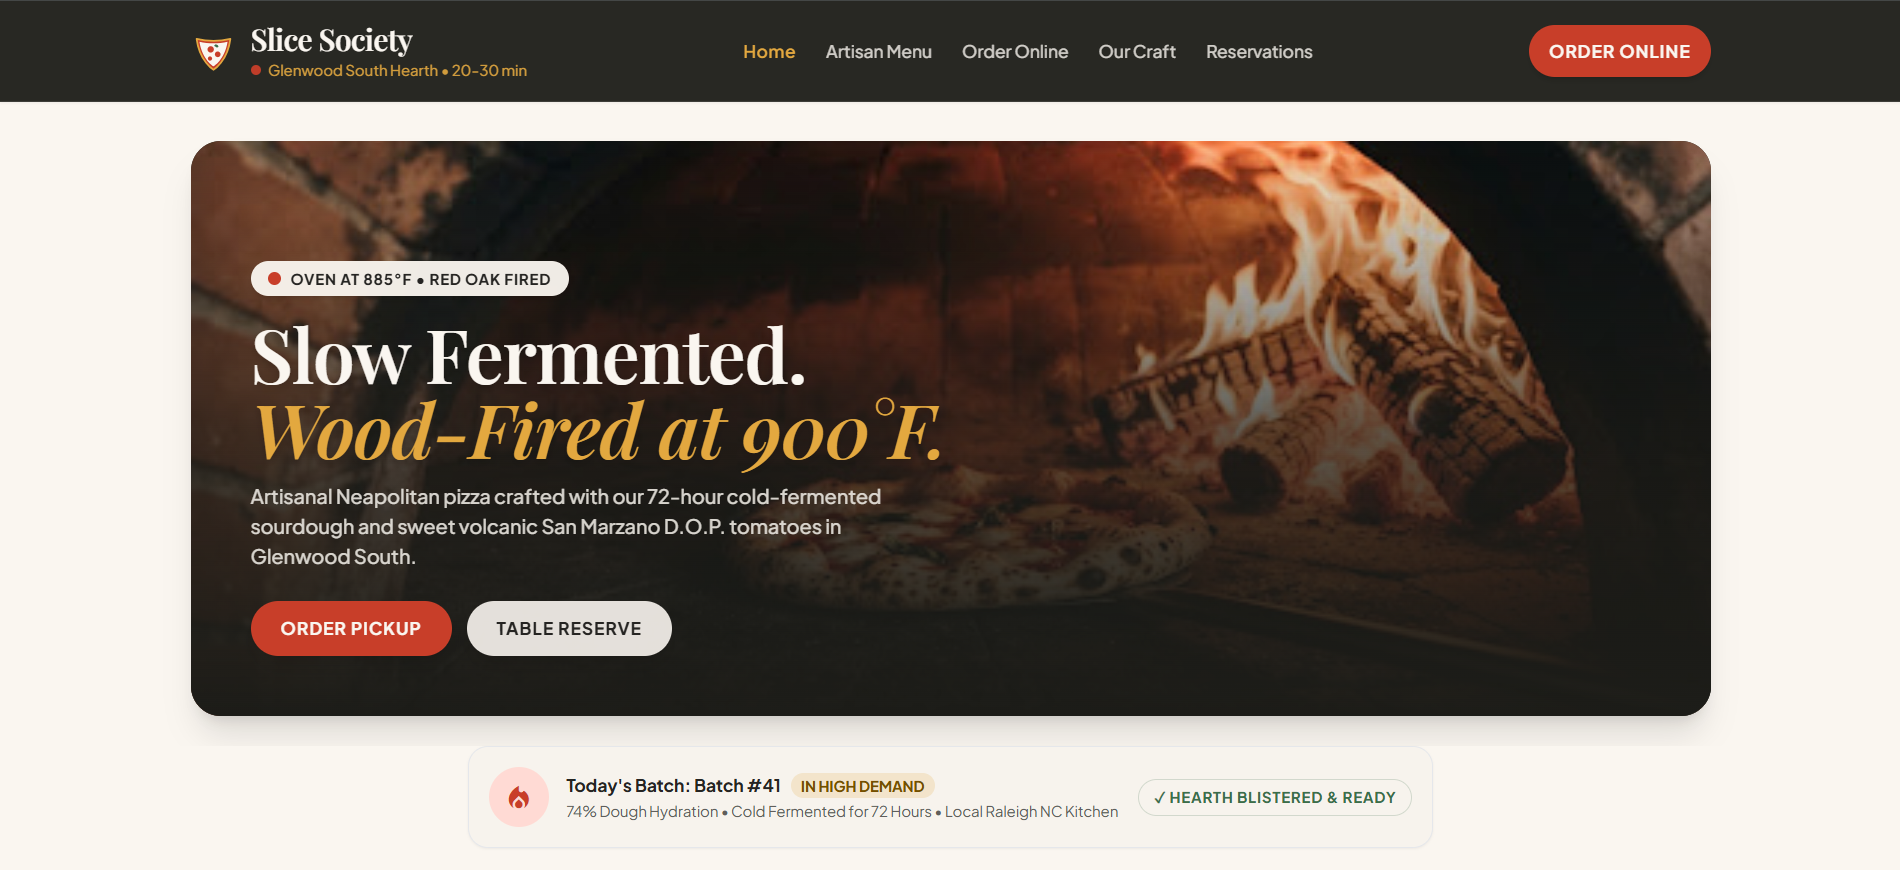 Slice Society
Glenwood South Hearth • 20-30 min
Home
Artisan Menu
Order Online
Our Craft
Reservations
ORDER ONLINE
OVEN AT 885°F • RED OAK FIRED
Slow Fermented.
Wood-Fired at 900°F.
Artisanal Neapolitan pizza crafted with our 72-hour cold-fermented
sourdough and sweet volcanic San Marzano D.O.P. tomatoes in
Glenwood South.
ORDER PICKUP
TABLE RESERVE
Today's Batch: Batch #41
IN HIGH DEMAND
74% Dough Hydration • Cold Fermented for 72 Hours • Local Raleigh NC Kitchen
✓ HEARTH BLISTERED & READY